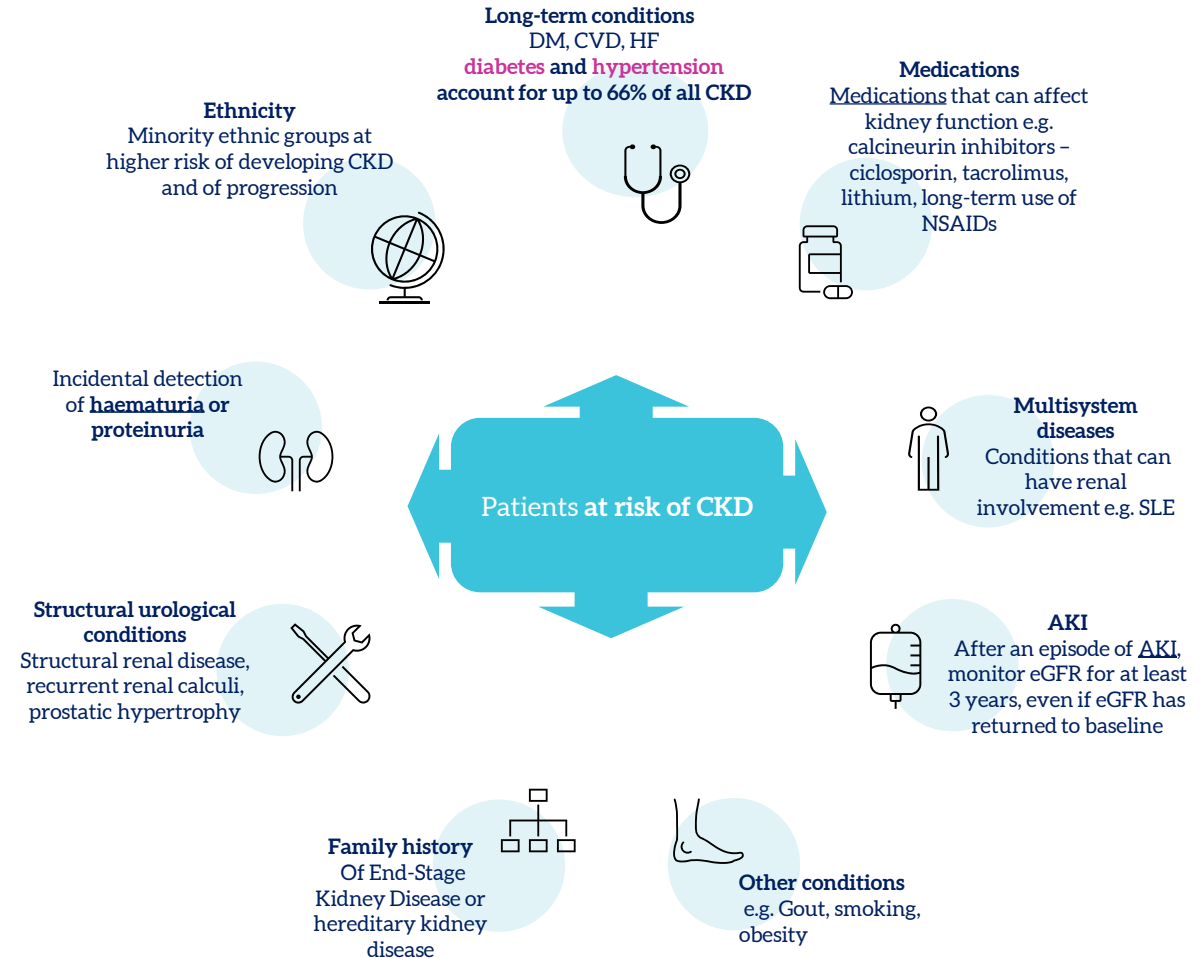 Long-term conditions
DM, CVD, HF
diabetes and hypertension
account for up to 66% of all CKD
Medications
Medications that can affect
kidney function e.g.
calcineurin inhibitors –
ciclosporin, tacrolimus,
lithium, long-term use of
NSAIDs
Ethnicity
Minority ethnic groups at
higher risk of developing CKD
and of progression
Incidental detection
of haematuria or
proteinuria
Patients at risk of CKD
Multisystem
diseases
Conditions that can
have renal
involvement e.g. SLE
Structural urological
conditions
Structural renal disease,
recurrent renal calculi,
prostatic hypertrophy
AKI
After an episode of AKI,
monitor eGFR for at least
3 years, even if eGFR has
returned to baseline
Family history
Of End-Stage
Kidney Disease or
hereditary kidney
disease
Other conditions
e.g. Gout, smoking,
obesity